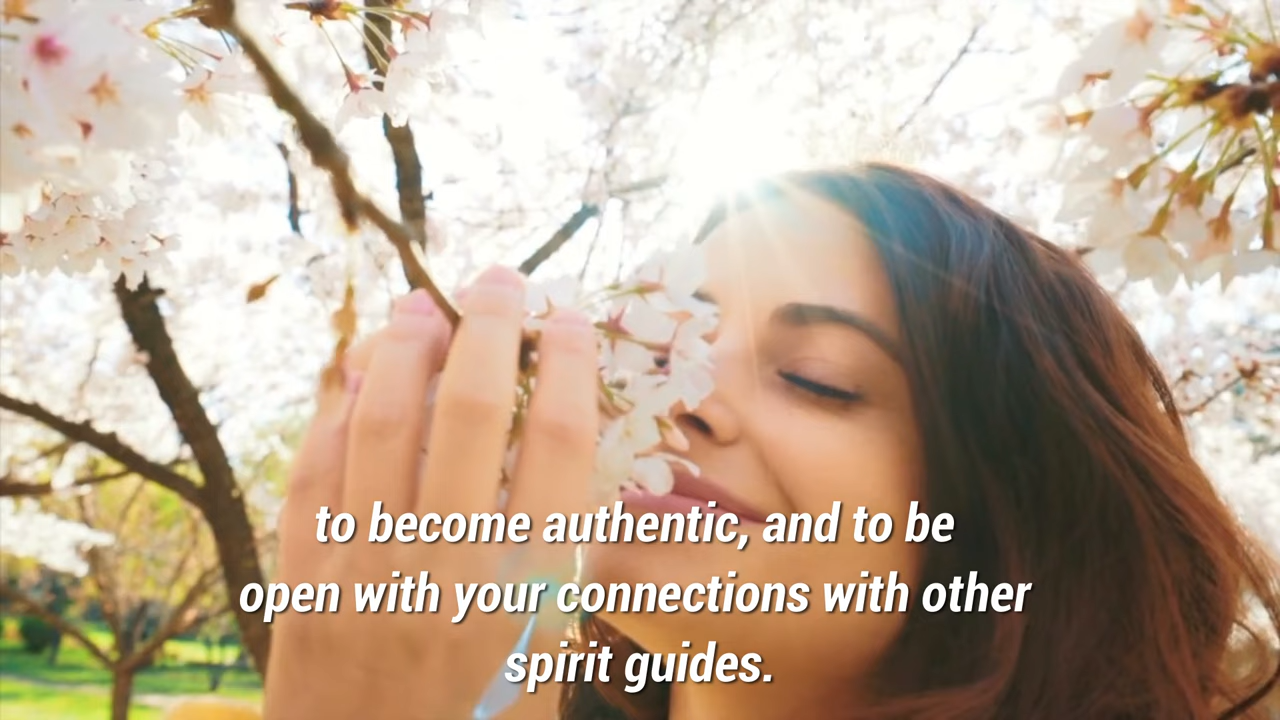 to become authentic, and to be
open with your connections with other
spirit guides.